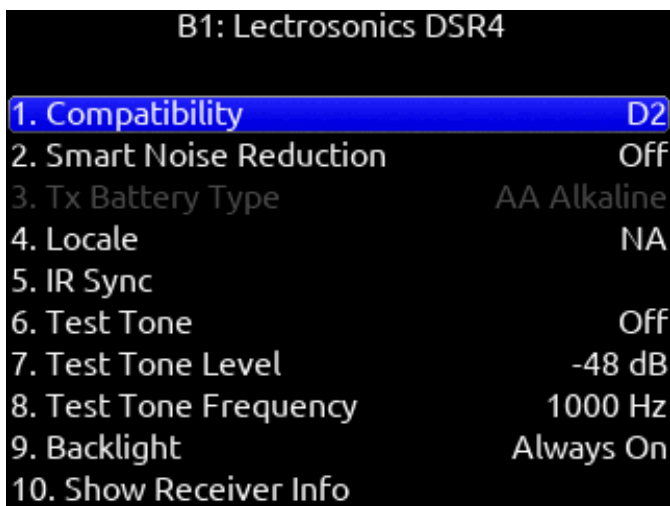 B1: Lectrosonics DSR4
1. Compatibility D2
2. Smart Noise Reduction Off
3. Tx Battery Type AA Alkaline
4. Locale NA
5. IR Sync
6. Test Tone Off
7. Test Tone Level -48 dB
8. Test Tone Frequency 1000 Hz
9. Backlight Always On
10. Show Receiver Info